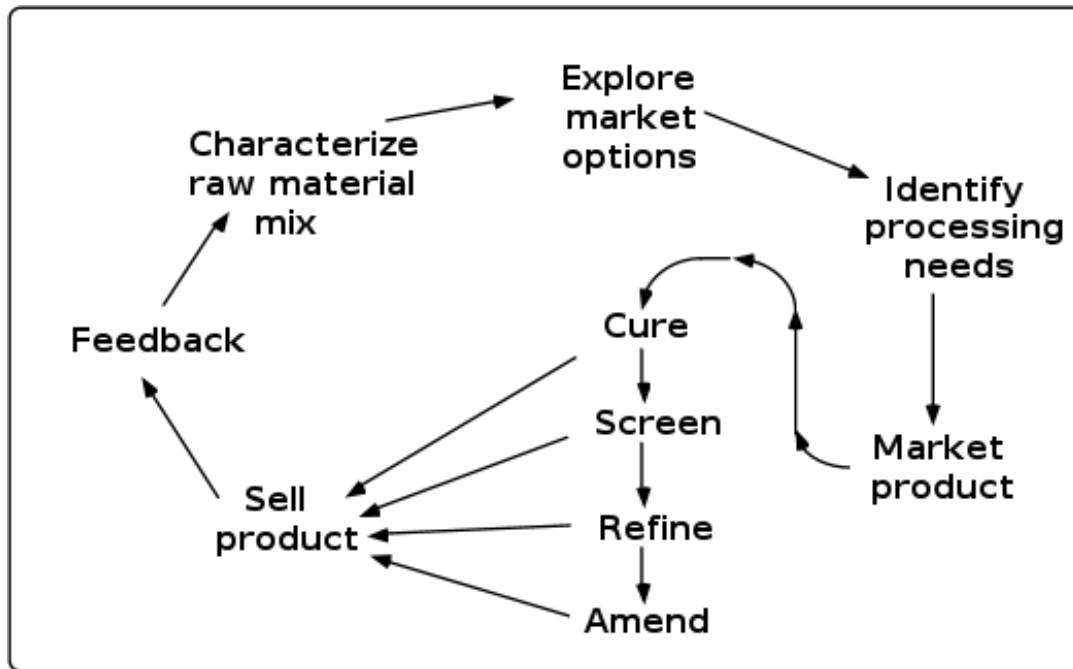 Explore
market
options
Characterize
raw material
mix
Identify
processing
needs
Feedback
Cure
Screen
Market
product
Sell
product
Refine
Amend